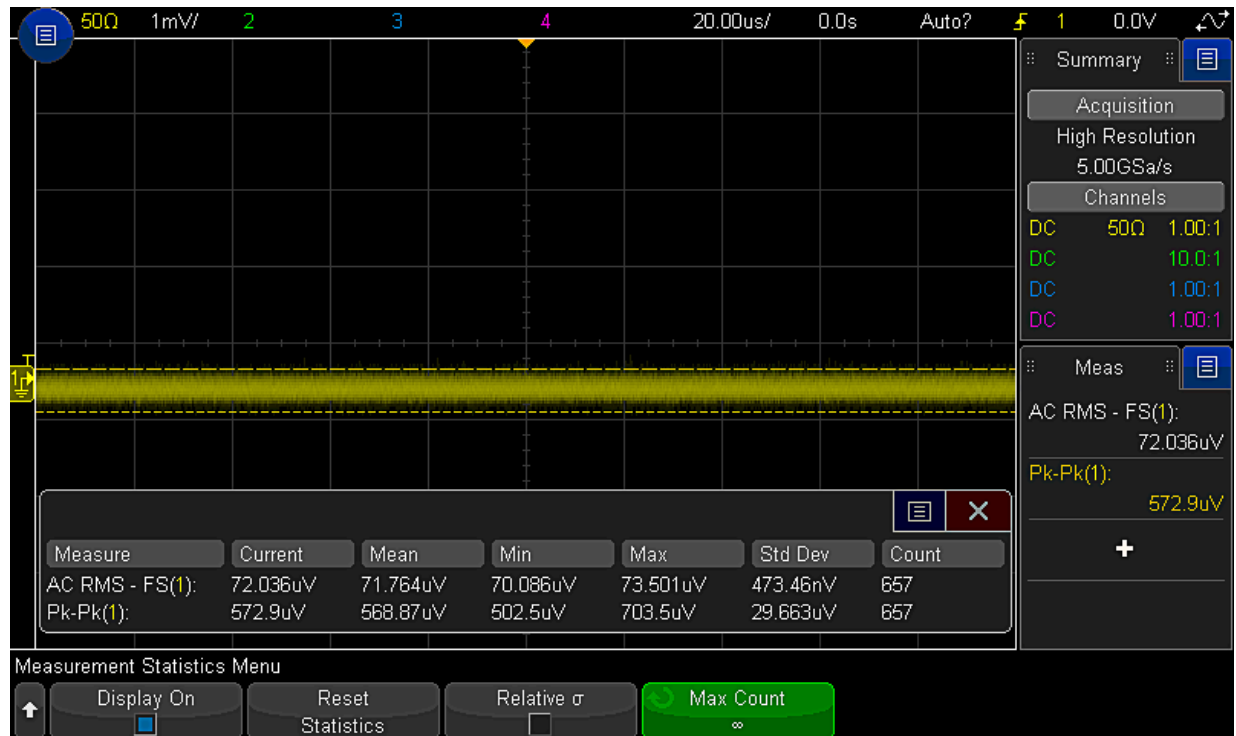 50Ω 1mV/ 2 3 4 20.00us/ 0.0s Auto? 1 0.0V
Summary
Acquisition
High Resolution
5.00GSa/s
Channels
DC 50Ω 1.00:1
DC 10.0:1
DC 1.00:1
DC 1.00:1
T
1
Meas
AC RMS - FS(1):
72.036uV
Pk-Pk(1):
572.9uV
Measure Current Mean Min Max Std Dev Count
AC RMS - FS(1): 72.036uV 71.764uV 70.086uV 73.501uV 473.46nV 657
Pk-Pk(1): 572.9uV 568.87uV 502.5uV 703.5uV 29.663uV 657
Measurement Statistics Menu
Display On
Reset
Statistics
Relative σ
Max Count
∞